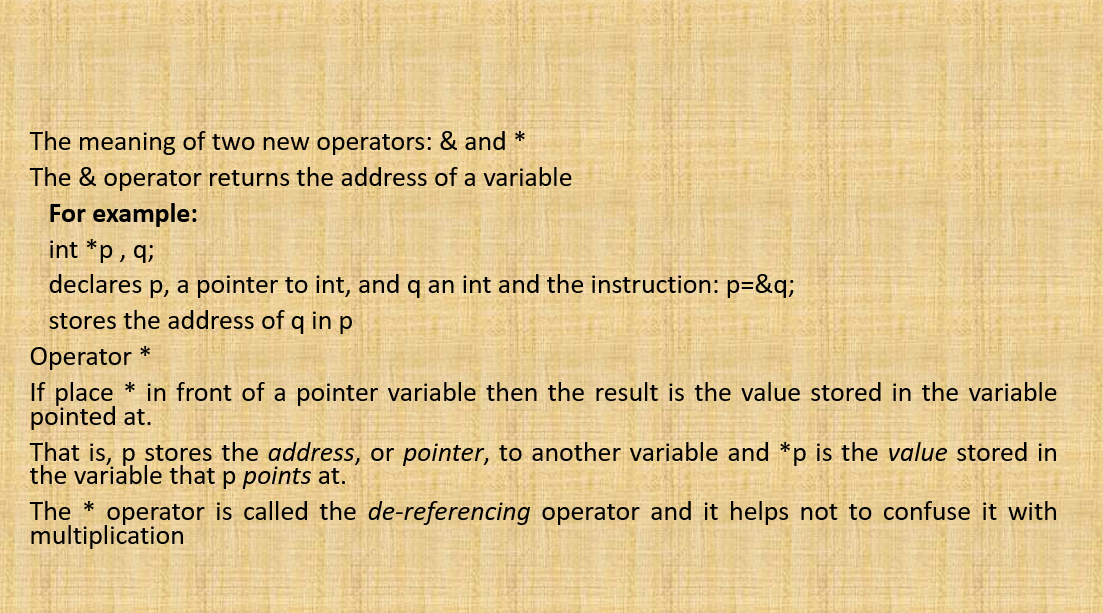 The meaning of two new operators: & and *
The & operator returns the address of a variable
For example:
int *p , q;
declares p, a pointer to int, and q an int and the instruction: p=&q;
stores the address of q in p
Operator *
If place * in front of a pointer variable then the result is the value stored in the variable
pointed at.
That is, p stores the address, or pointer, to another variable and *p is the value stored in
the variable that p points at.
The * operator is called the de-referencing operator and it helps not to confuse it with
multiplication